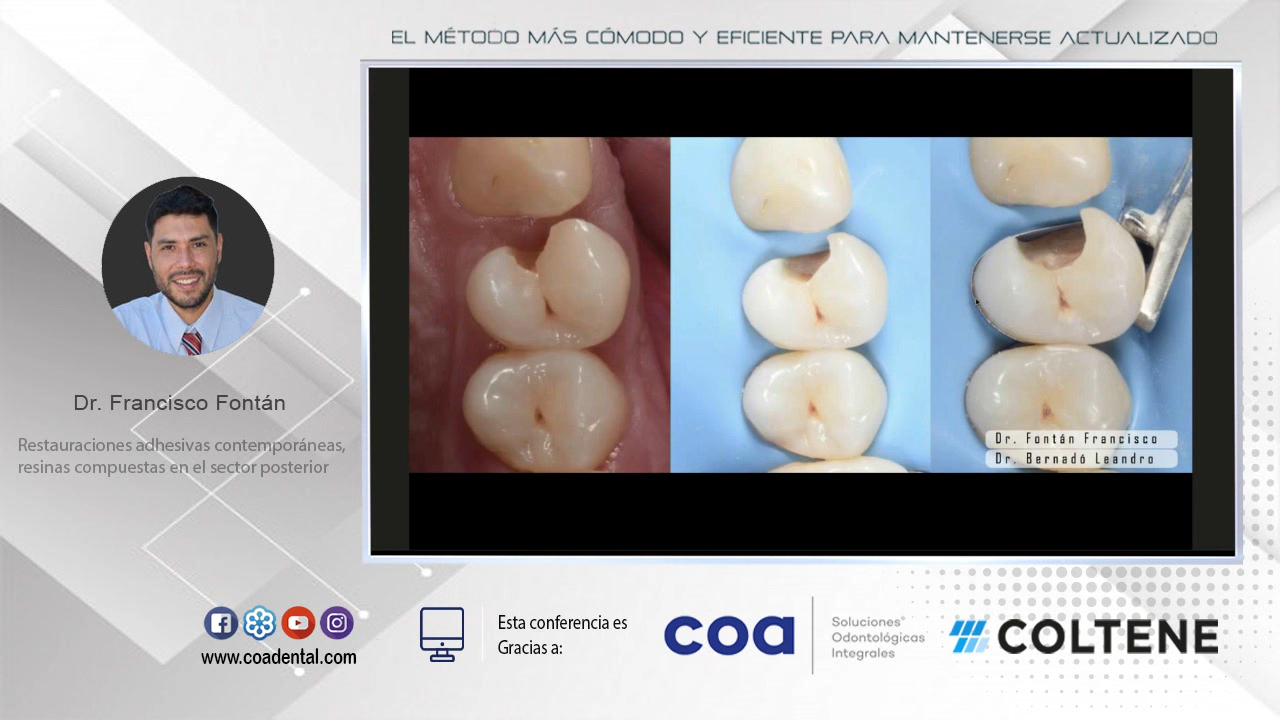 EL MÉTODO MÁS CÓMODO Y EFICIENTE PARA MANTENERSE ACTUALIZADO
Dr. Francisco Fontán
Restauraciones adhesivas contemporáneas,
resinas compuestas en el sector posterior
Dr. Fontán Francisco
Dr. Bernadó Leandro
www.coadental.com
Esta conferencia es
Gracias a:
coa
Soluciones®
Odontológicas
Integrales
COLTENE